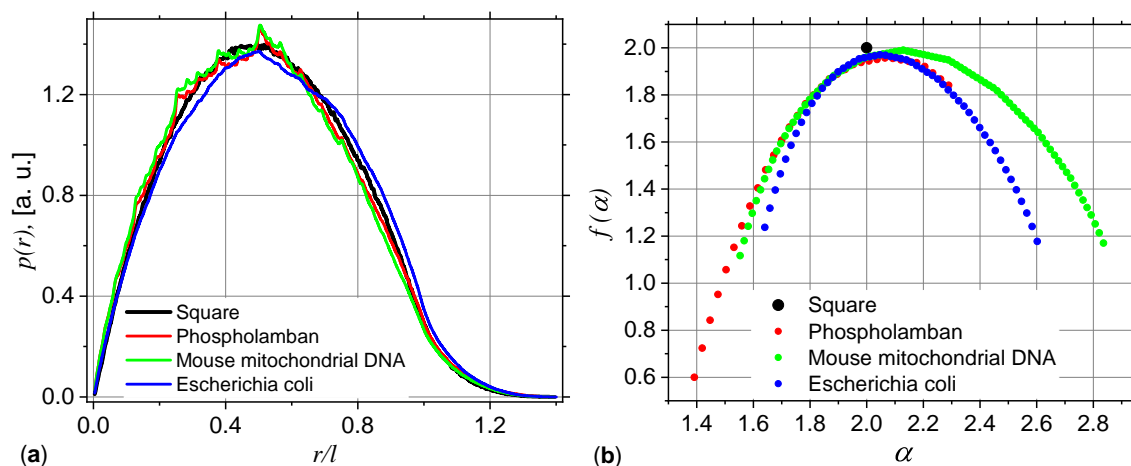 1.2
0.8
0.4
0.0
p(r), [a. u.]
Square
Phospholamban
Mouse mitochondrial DNA
Escherichia coli
0.0 0.4 0.8 1.2
(a) r/l
2.0
1.8
1.6
1.4
1.2
1.0
0.8
0.6
f (α)
Square
Phospholamban
Mouse mitochondrial DNA
Escherichia coli
1.4 1.6 1.8 2.0 2.2 2.4 2.6 2.8
(b) α